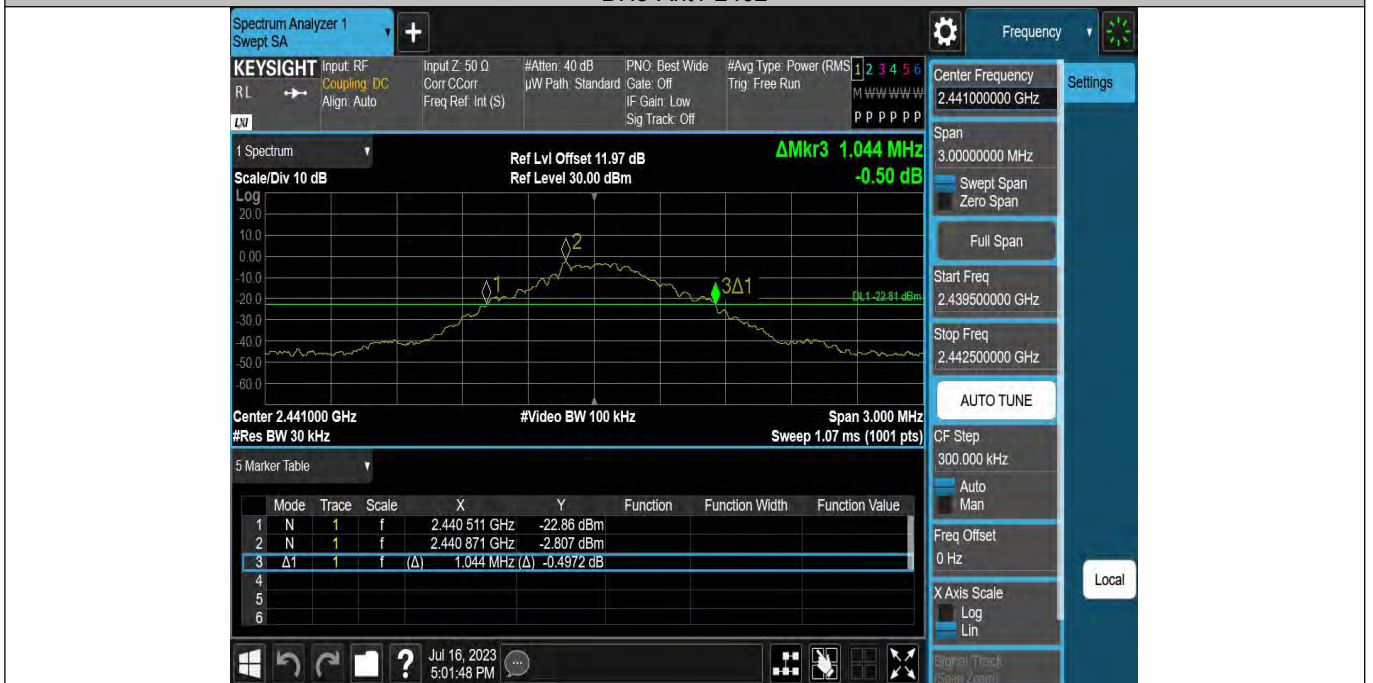 Spectrum Analyzer 1
Swept SA
+
Frequency
KEYSIGHT
RL
LXI
Input: RF
Coupling: DC
Align: Auto
Input Z: 50 Ω
Corr CCorr
Freq Ref: Int (S)
#Atten: 40 dB
µW Path: Standard
PNO: Best Wide
Gate: Off
IF Gain: Low
Sig Track: Off
#Avg Type: Power (RMS
Trig: Free Run
1 2 3 4 5 6
M W W W W W
P P P P P P
1 Spectrum
Scale/Div 10 dB
Ref Lvl Offset 11.97 dB
Ref Level 30.00 dBm
ΔMkr3 1.044 MHz
-0.50 dB
Log
20.0
10.0
0.00
-10.0
-20.0
-30.0
-40.0
-50.0
-60.0
1
2
3Δ1
DL1 -22.81 dBm
Center 2.441000 GHz
#Video BW 100 kHz
Span 3.000 MHz
#Res BW 30 kHz
Sweep 1.07 ms (1001 pts)
5 Marker Table
Mode Trace Scale X Y Function Function Width Function Value
1 N 1 f 2.440 511 GHz -22.86 dBm
2 N 1 f 2.440 871 GHz -2.807 dBm
3 Δ1 1 f (Δ) 1.044 MHz (Δ) -0.4972 dB
4
5
6
Jul 16, 2023
5:01:48 PM
Center Frequency
2.441000000 GHz
Settings
Span
3.00000000 MHz
Swept Span
Zero Span
Full Span
Start Freq
2.439500000 GHz
Stop Freq
2.442500000 GHz
AUTO TUNE
CF Step
300.000 kHz
Auto
Man
Freq Offset
0 Hz
X Axis Scale
Log
Lin
Local
Signal Track
(Span Zoom)